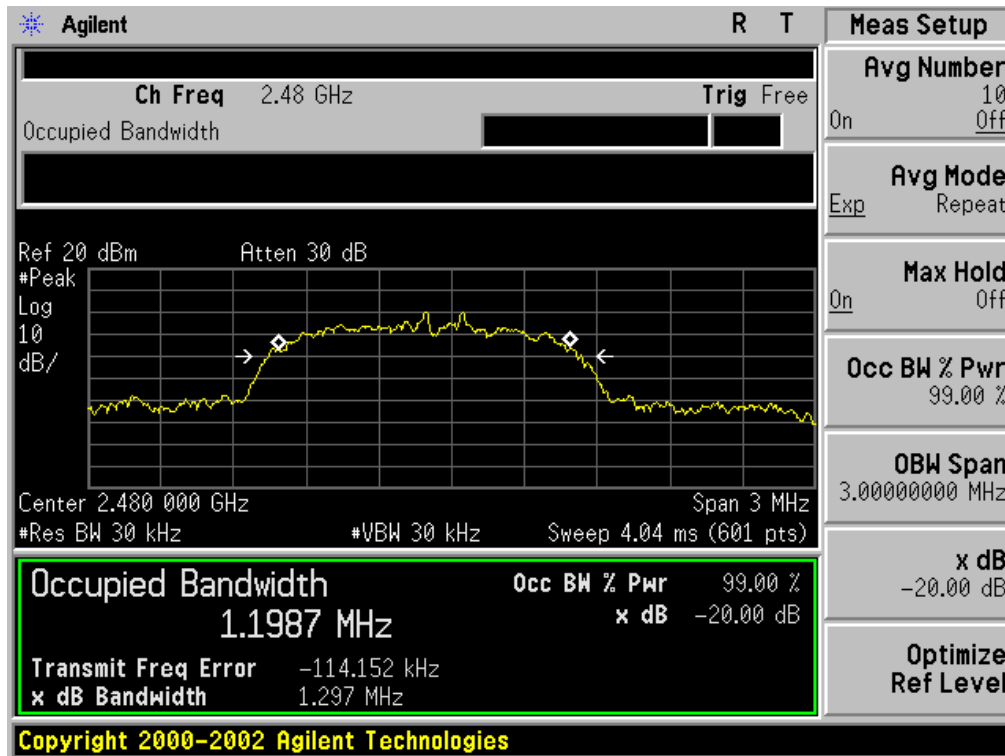 Agilent R T
Ch Freq 2.48 GHz Trig Free
Occupied Bandwidth
Ref 20 dBm Atten 30 dB
#Peak
Log
10
dB/
Center 2.480 000 GHz Span 3 MHz
#Res BW 30 kHz #VBW 30 kHz Sweep 4.04 ms (601 pts)
Occupied Bandwidth
1.1987 MHz
Occ BW % Pwr 99.00 %
x dB -20.00 dB
Transmit Freq Error -114.152 kHz
x dB Bandwidth 1.297 MHz
Copyright 2000-2002 Agilent Technologies
Meas Setup
Avg Number
10
On Off
Avg Mode
Exp Repeat
Max Hold
On Off
Occ BW % Pwr
99.00 %
OBW Span
3.00000000 MHz
x dB
-20.00 dB
Optimize
Ref Level